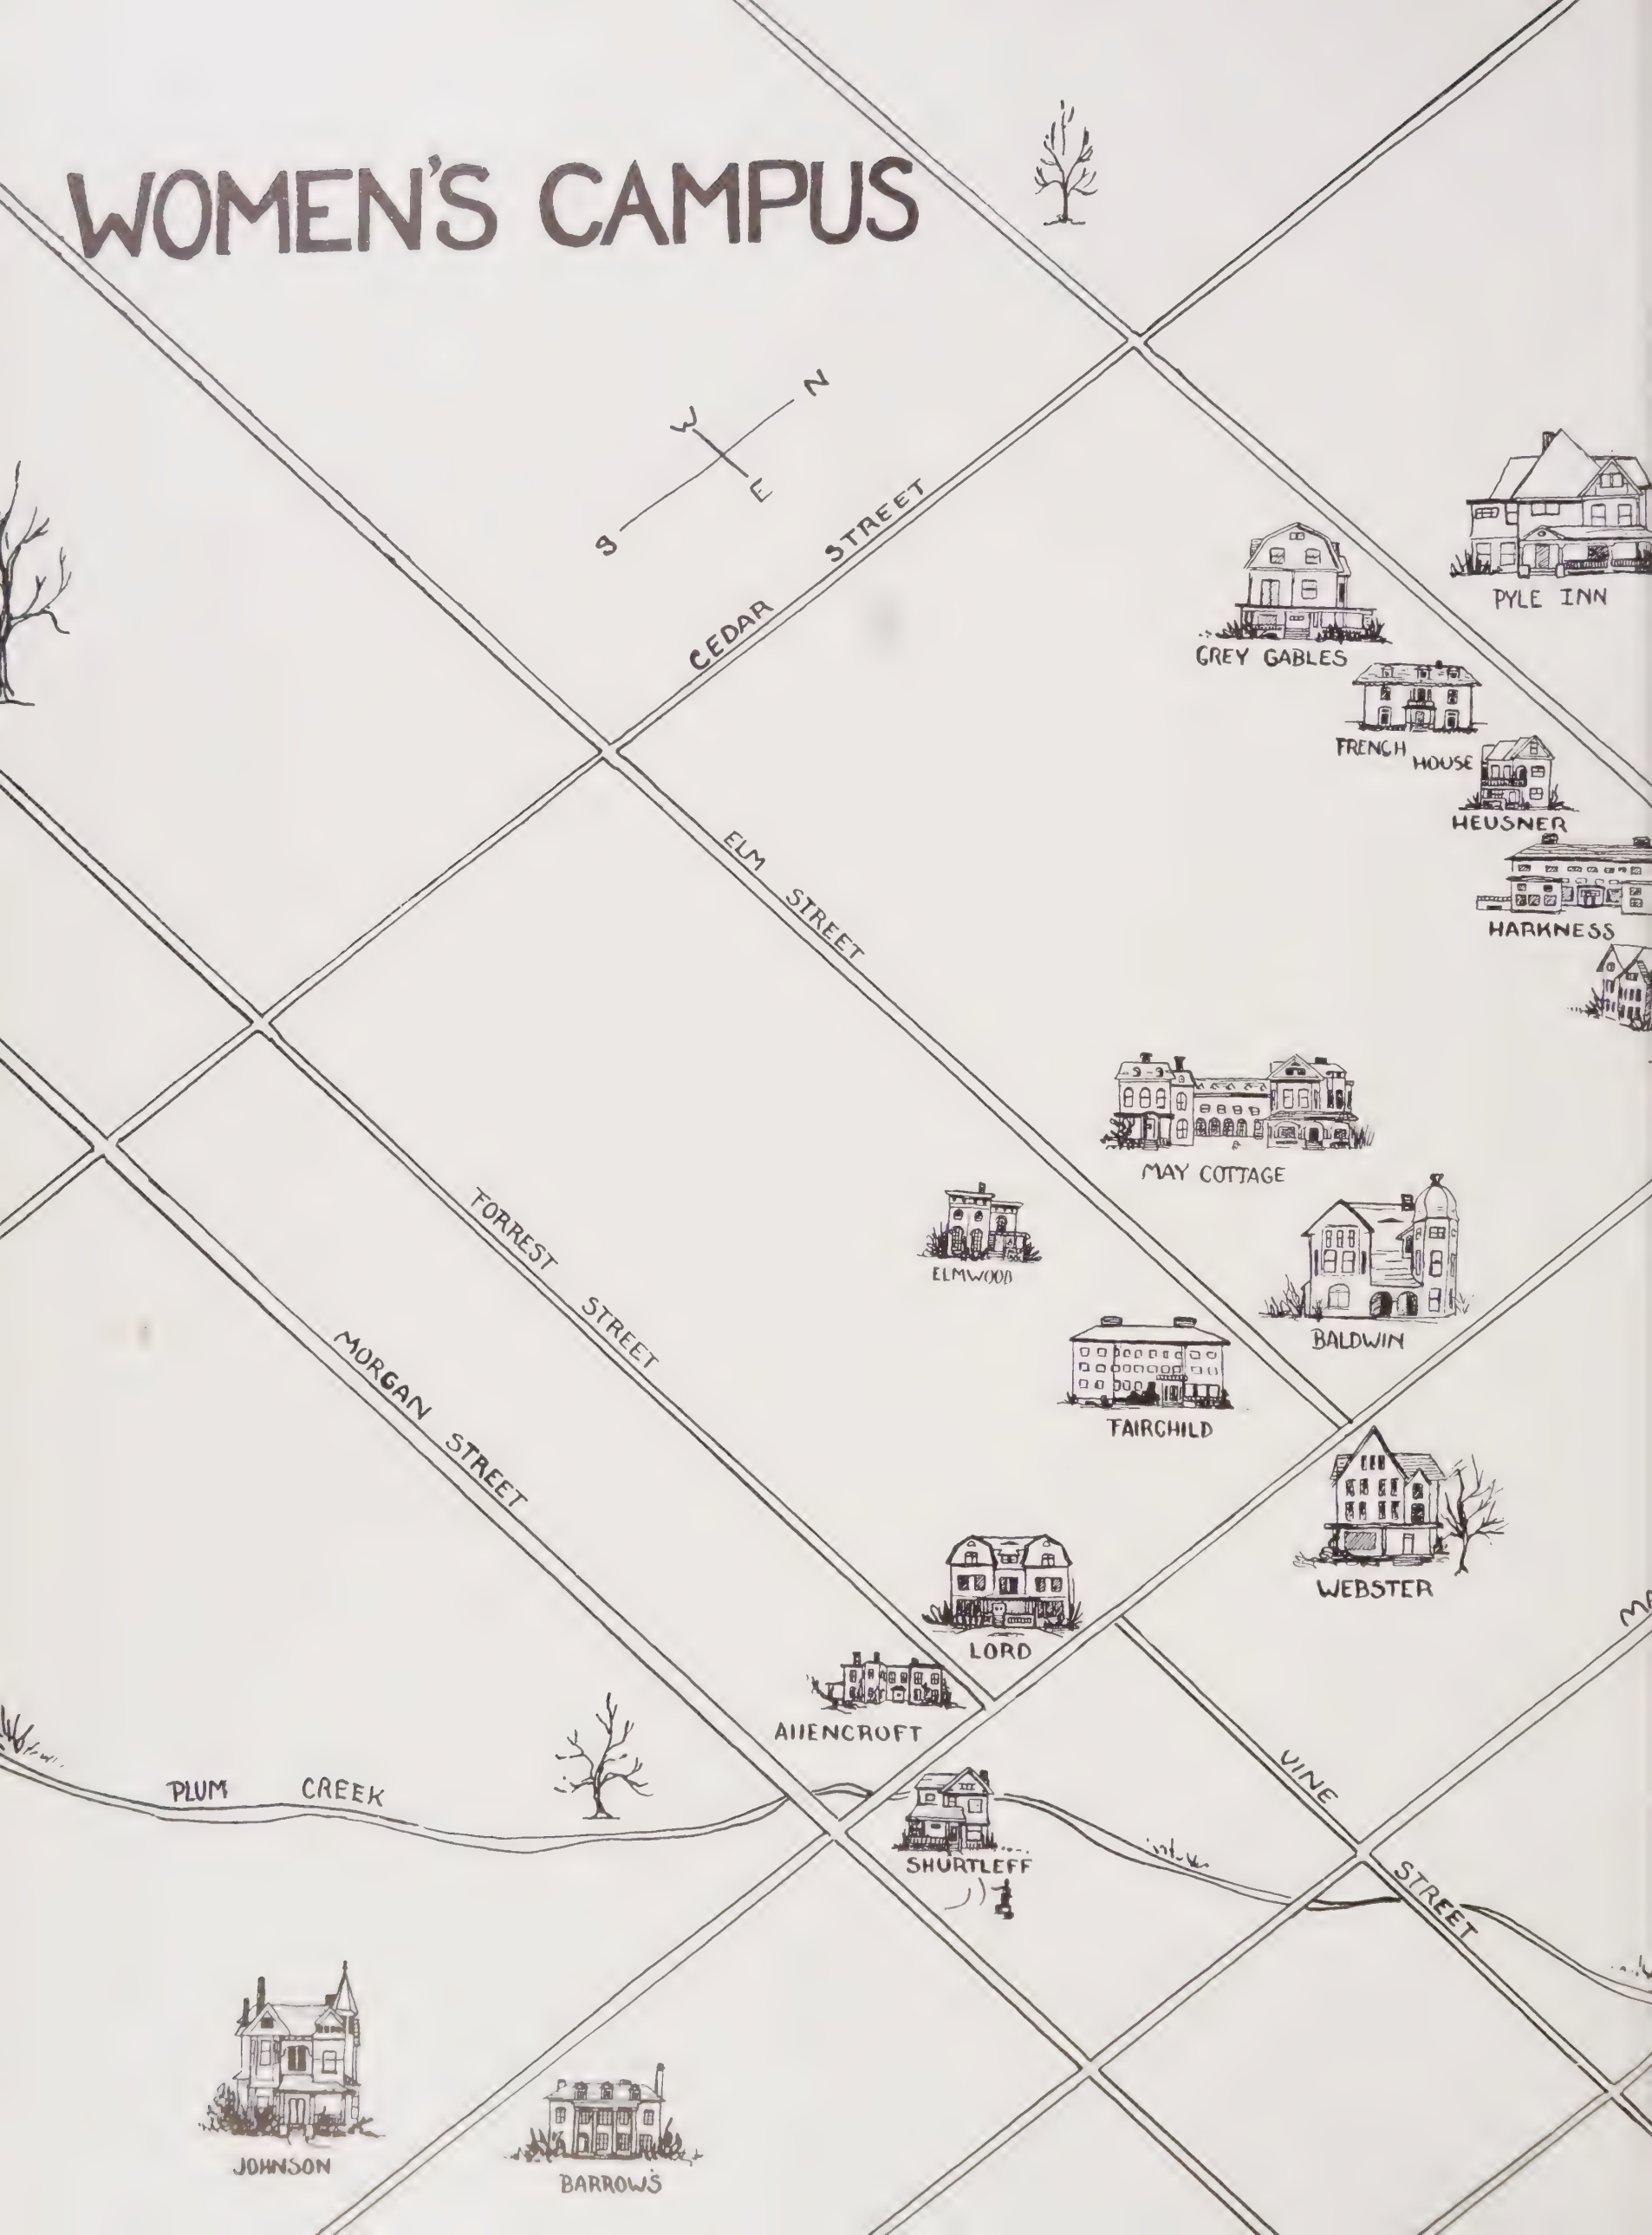 WOMEN'S CAMPUS
N
W
E
S
CEDAR STREET
PYLE INN
GREY GABLES
FRENCH HOUSE
HEUSNER
HARKNESS
ELM STREET
MAY COTTAGE
ELMWOOD
BALDWIN
FAIRCHILD
FORREST STREET
MORGAN STREET
WEBSTER
LORD
MA
AllENCROFT
PLUM CREEK
VINE STREET
SHURTLEFF
JOHNSON
BARROWS